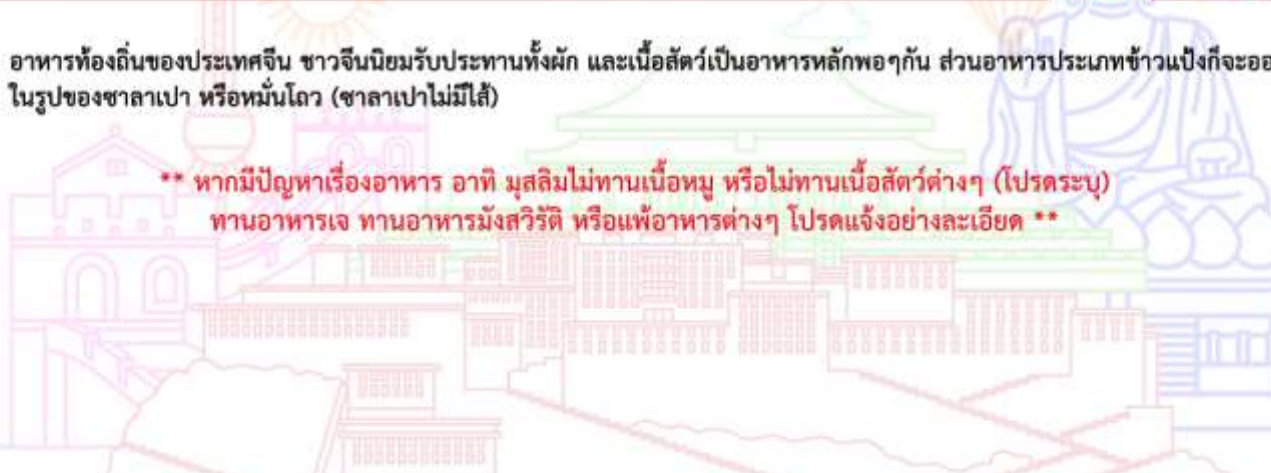 อาหารท้องถิ่นของประเทศจีน ชาวจีนนิยมรับประทานทั้งผัก และเนื้อสัตว์เป็นอาหารหลักพอๆกัน ส่วนอาหารประเภทข้าวแป้งก็จะออ
ในรูปของซาลาเปา หรือหมั่นโถว (ซาลาเปาไม่มีไส้)
** หากมีปัญหาเรื่องอาหาร อาทิ มุสลิมไม่ทานเนื้อหมู หรือไม่ทานเนื้อสัตว์ต่างๆ (โปรดระบุ)
ทานอาหารเจ ทานอาหารมังสวิรัติ หรือแพ้อาหารต่างๆ โปรดแจ้งอย่างละเอียด **